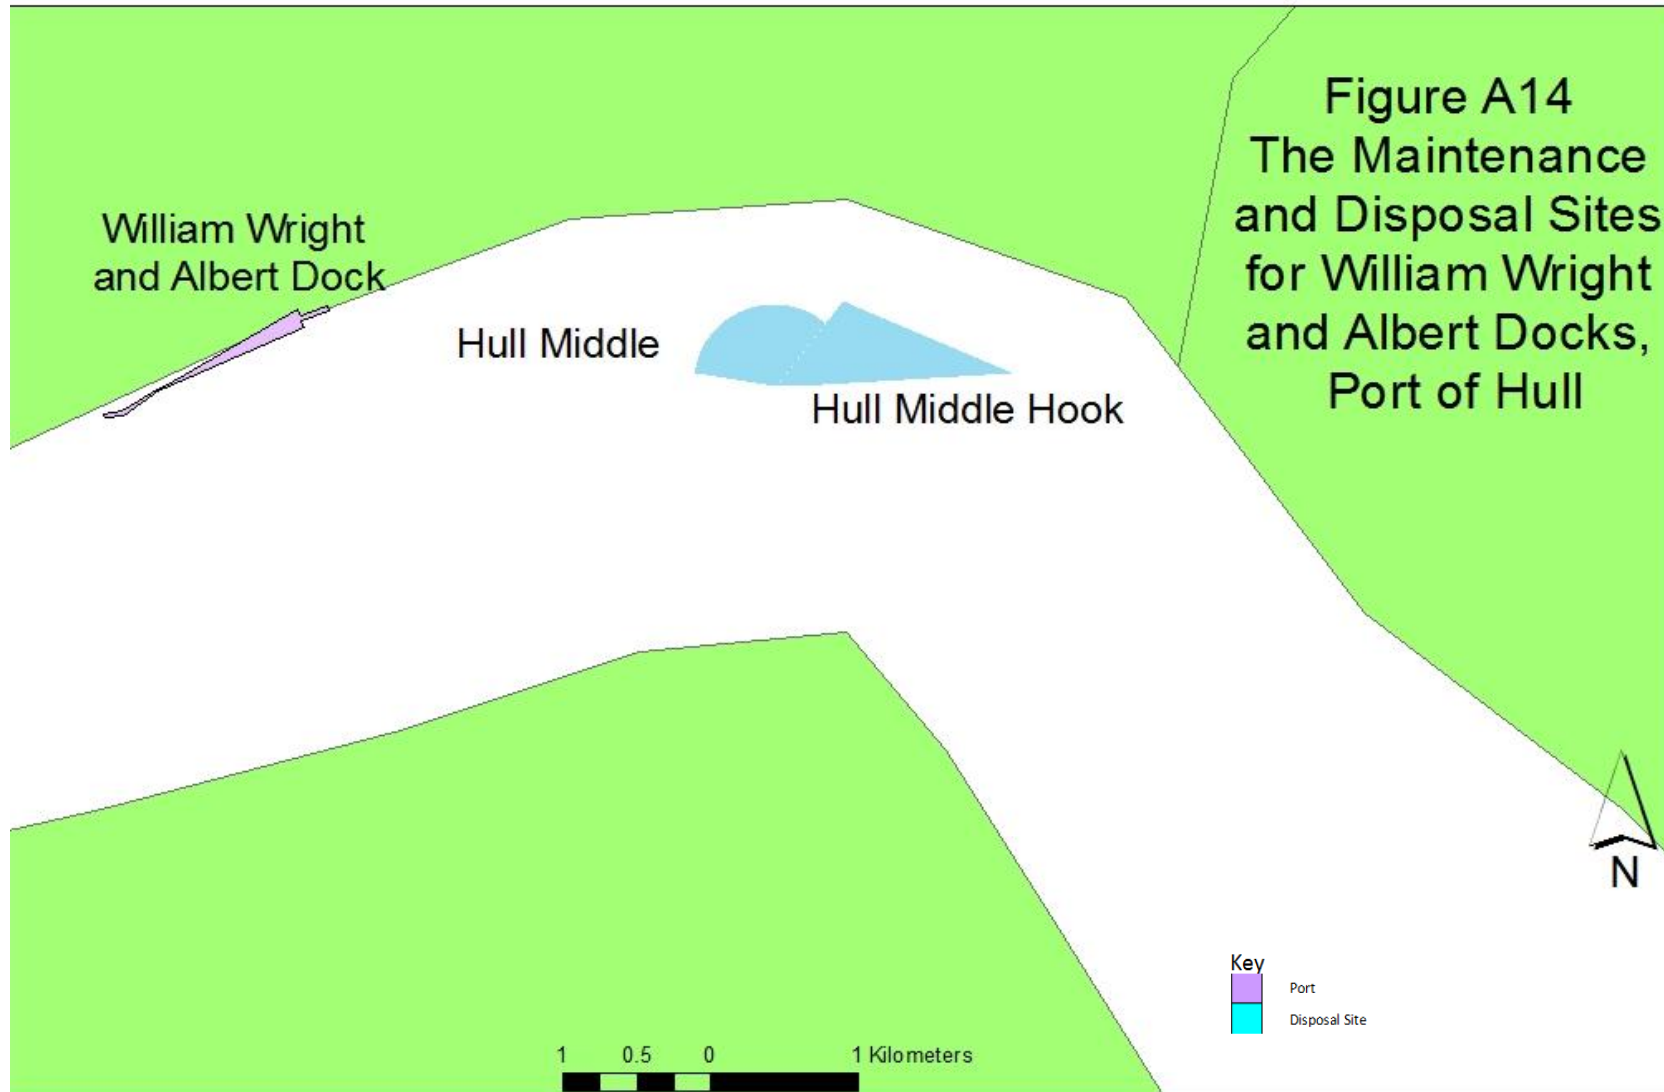 Figure A14
The Maintenance
and Disposal Sites
for William Wright
and Albert Docks,
Port of Hull
William Wright
and Albert Dock
Hull Middle
Hull Middle Hook
N
Key
Port
Disposal Site
1 0.5 0 1 Kilometers